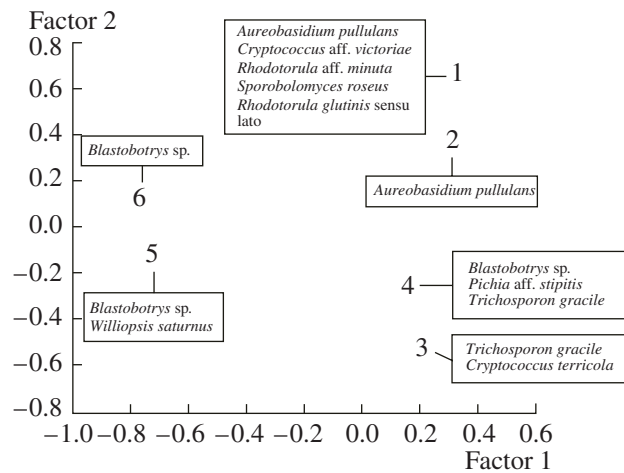 Factor 2
0.8
0.6
0.4
0.2
0.0
−0.2
−0.4
−0.6
−0.8
Aureobasidium pullulans
Cryptococcus aff. victoriae
Rhodotorula aff. minuta
Sporobolomyces roseus
Rhodotorula glutinis sensu
lato
1
2
Aureobasidium pullulans
Blastobotrys sp.
6
5
Blastobotrys sp.
Williopsis saturnus
4
Blastobotrys sp.
Pichia aff. stipitis
Trichosporon gracile
3
Trichosporon gracile
Cryptococcus terricola
−1.0 −0.8 −0.6 −0.4 −0.2 0.0 0.2 0.4 0.6
Factor 1